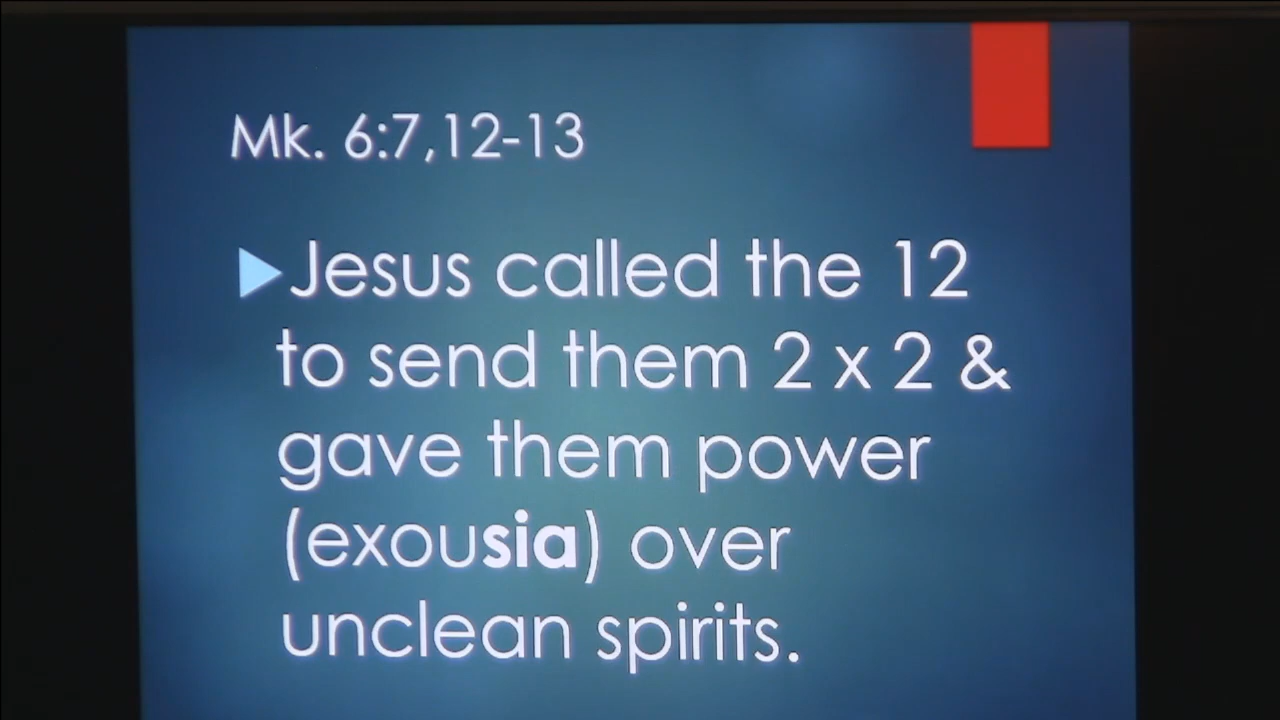 Mk. 6:7,12-13
Jesus called the 12
to send them 2 x 2 &
gave them power
(exousia) over
unclean spirits.